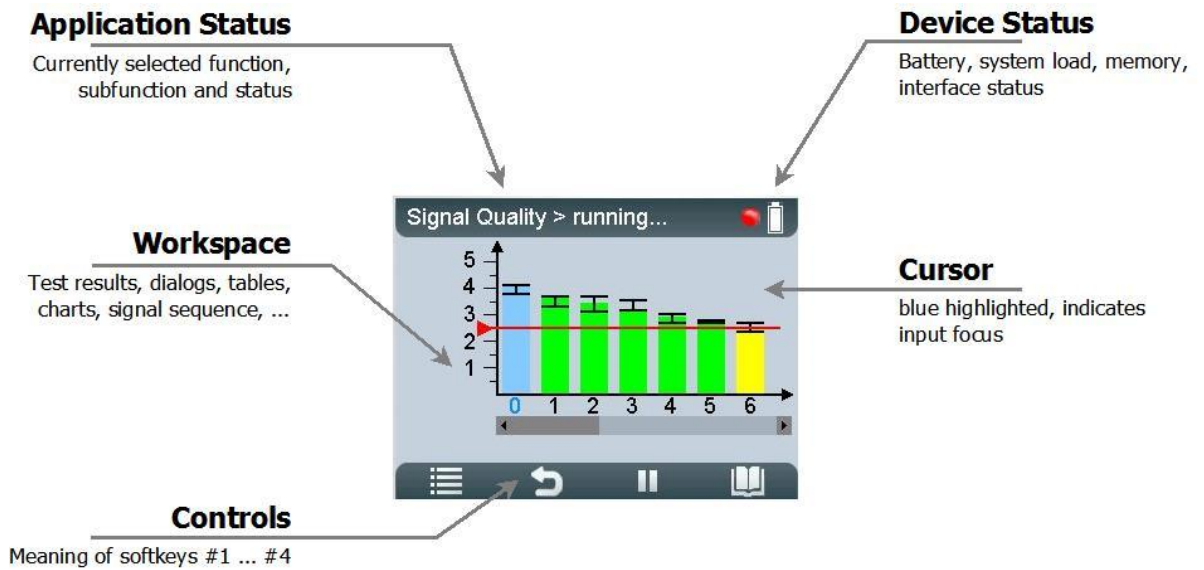 Application Status
Currently selected function,
subfunction and status
Device Status
Battery, system load, memory,
interface status
Signal Quality > running...
Workspace
Test results, dialogs, tables,
charts, signal sequence, ...
Cursor
blue highlighted, indicates
input focus
5
4
3
2
1
0 1 2 3 4 5 6
Controls
Meaning of softkeys #1 ... #4